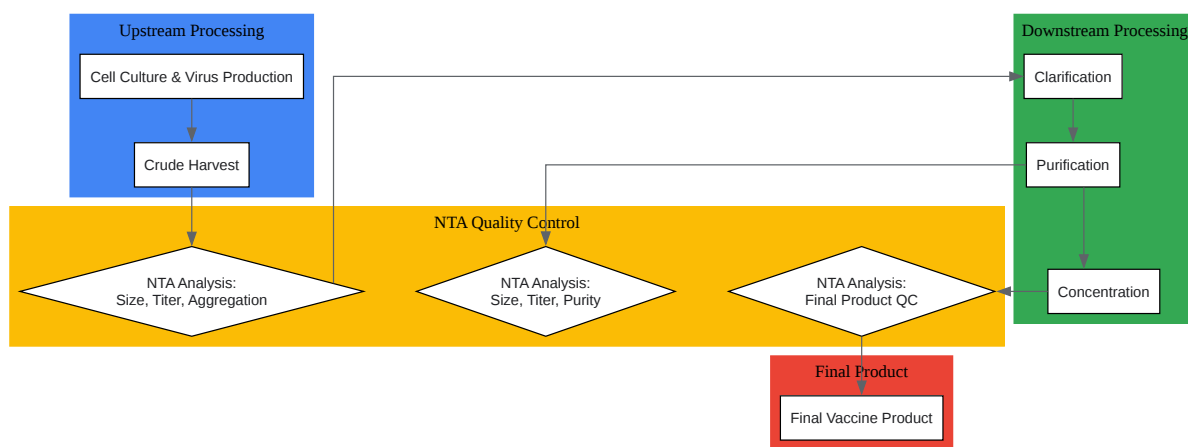 Upstream Processing
Cell Culture & Virus Production
Crude Harvest
Downstream Processing
Clarification
Purification
Concentration
NTA Quality Control
NTA Analysis:
Size, Titer, Aggregation
NTA Analysis:
Size, Titer, Purity
NTA Analysis:
Final Product QC
Final Product
Final Vaccine Product